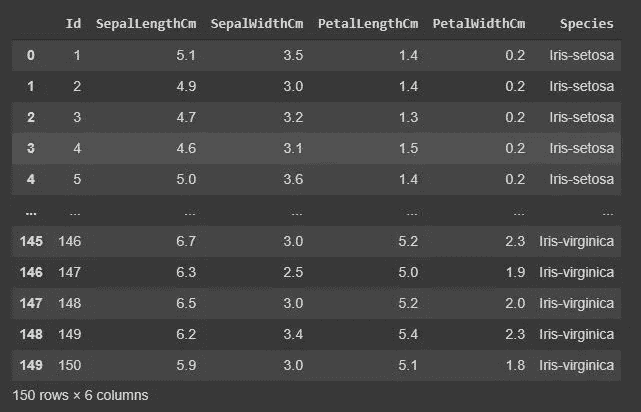 Id SepalLengthCm SepalWidthCm PetalLengthCm PetalWidthCm Species
0 1 5.1 3.5 1.4 0.2 Iris-setosa
1 2 4.9 3.0 1.4 0.2 Iris-setosa
2 3 4.7 3.2 1.3 0.2 Iris-setosa
3 4 4.6 3.1 1.5 0.2 Iris-setosa
4 5 5.0 3.6 1.4 0.2 Iris-setosa
... ... ... ... ... ... ...
145 146 6.7 3.0 5.2 2.3 Iris-virginica
146 147 6.3 2.5 5.0 1.9 Iris-virginica
147 148 6.5 3.0 5.2 2.0 Iris-virginica
148 149 6.2 3.4 5.4 2.3 Iris-virginica
149 150 5.9 3.0 5.1 1.8 Iris-virginica
150 rows × 6 columns